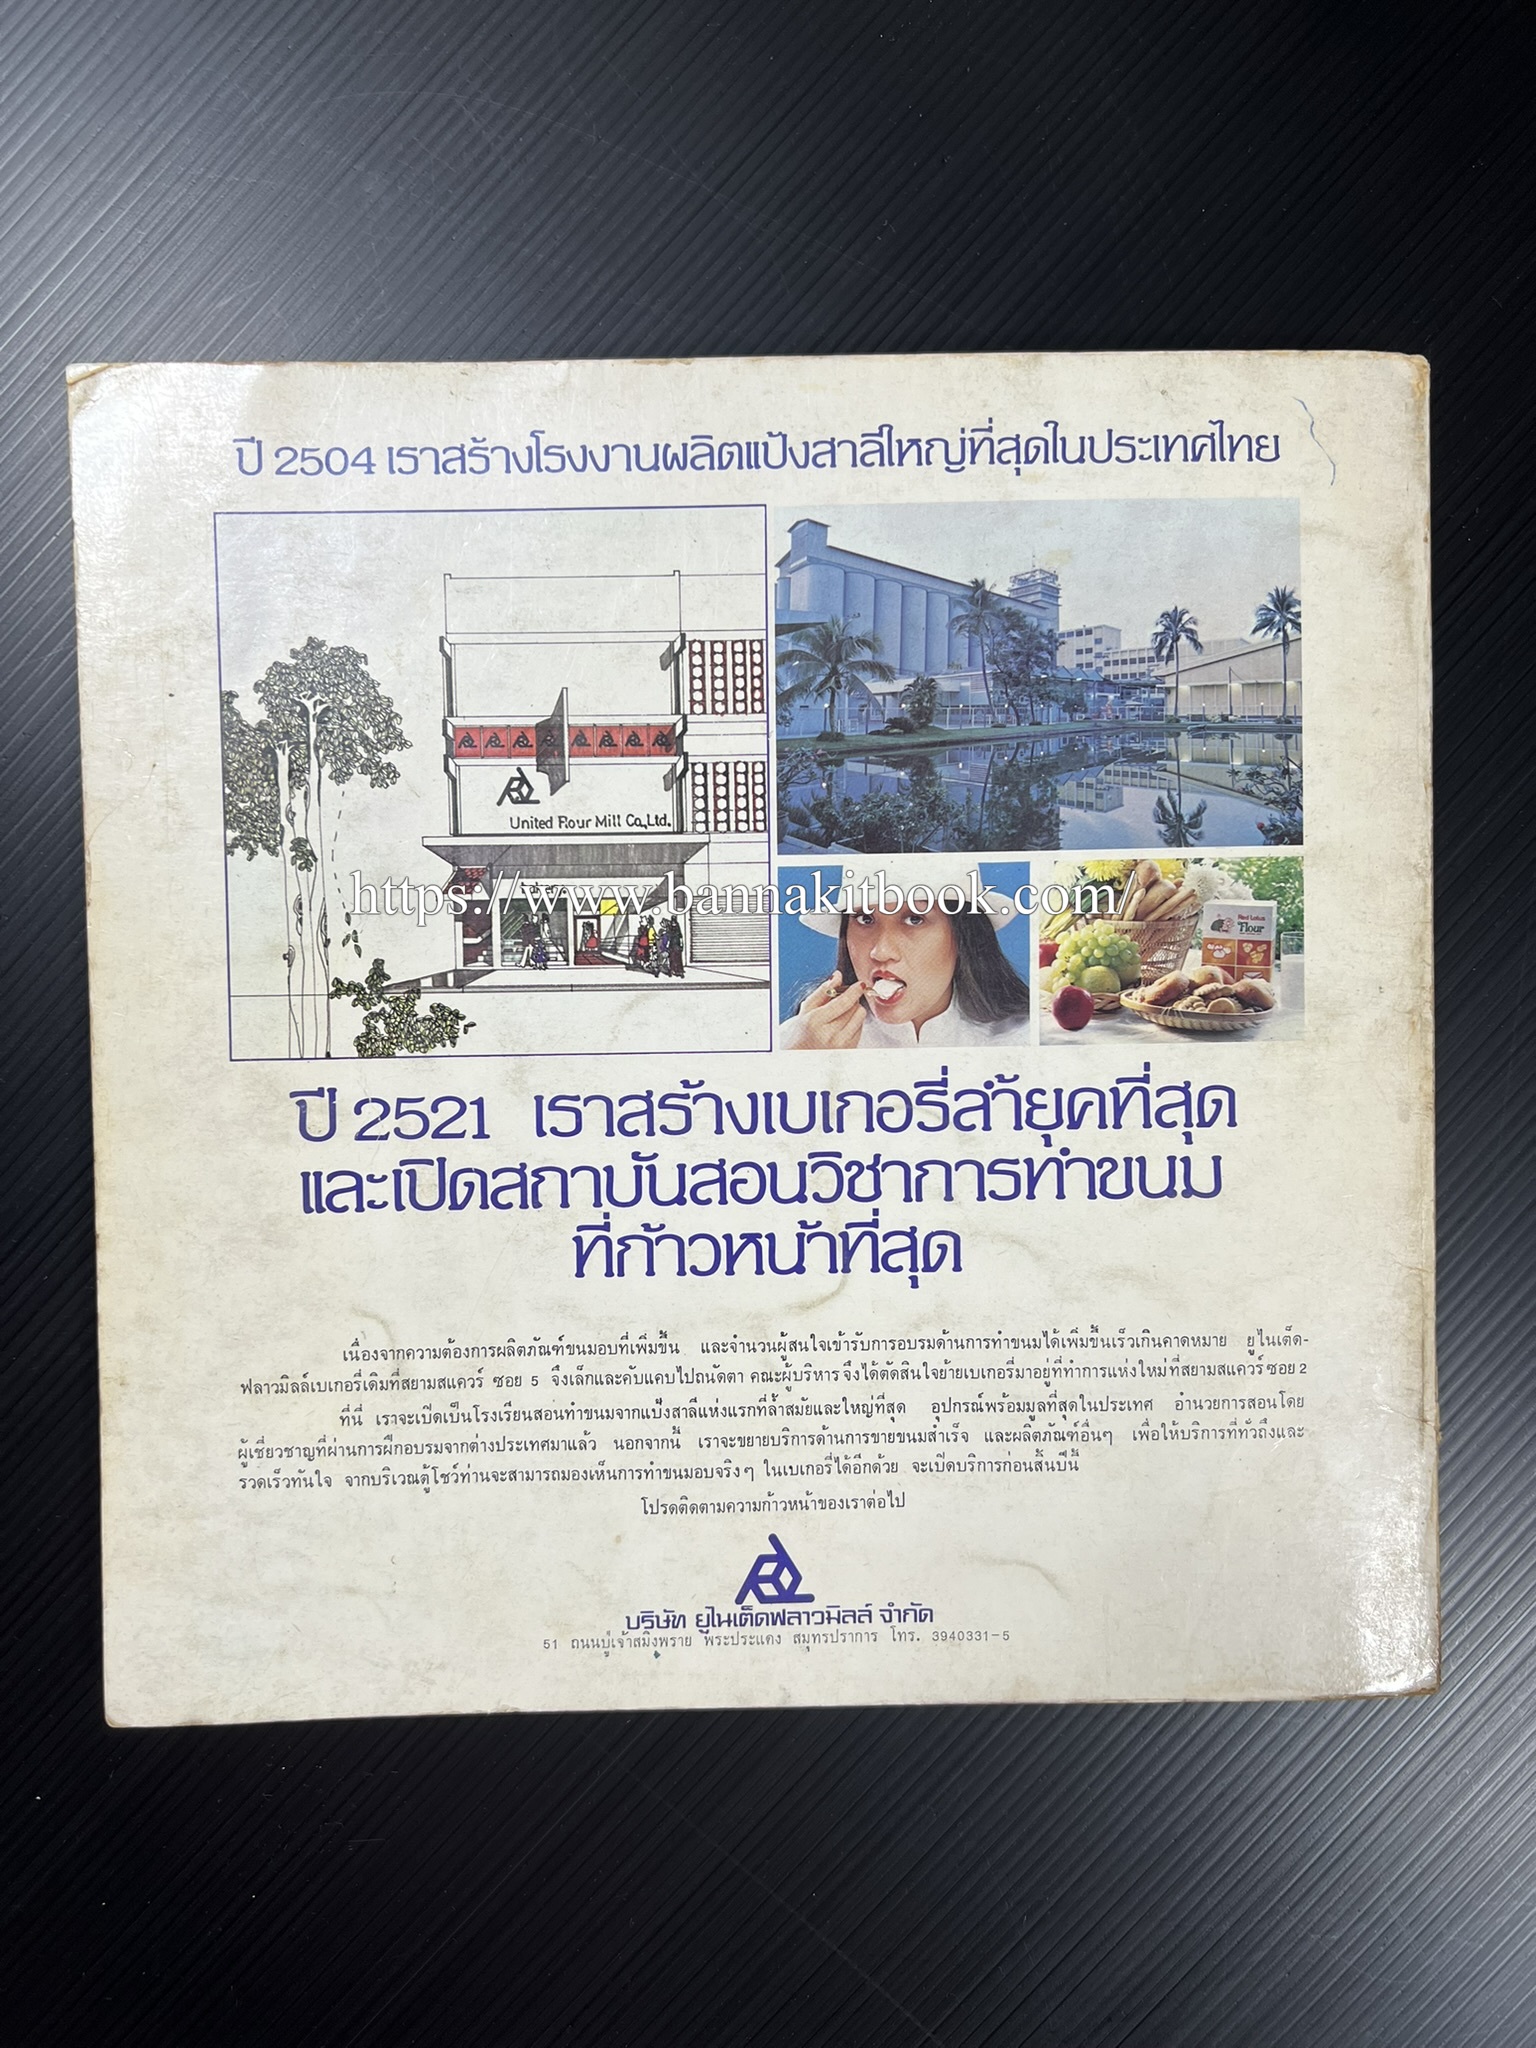 ปี 2504 เราสร้างโรงงานผลิตแป้งสาลีใหญ่ที่สุดในประเทศไทย
United Flour Mill Co.,Ltd.
https://www.bannakitbook.com/
Red Lotus
Flour
ปี 2521 เราสร้างเบเกอรี่ล้ำยุคที่สุด
และเปิดสถาบันสอนวิชาการทำขนม
ที่ก้าวหน้าที่สุด
เนื่องจากความต้องการผลิตภัณฑ์ขนมอบที่เพิ่มขึ้น และจำนวนผู้สนใจเข้ารับการอบรมด้านการทำขนมได้เพิ่มขึ้นเร็วเกินคาดหมาย ยูไนเต็ด-
ฟลาวมิลล์เบเกอรี่เดิมที่สยามสแควร์ ซอย 5 จึงเล็กและคับแคบไปถนัดตา คณะผู้บริหารจึงได้ตัดสินใจย้ายเบเกอรี่มาอยู่ที่ทำการแห่งใหม่ที่สยามสแควร์ซอย 2
ที่นี่ เราจะเปิดเป็นโรงเรียนสอนทำขนมจากแป้งสาลีแห่งแรกที่ล้ำสมัยและใหญ่ที่สุด อุปกรณ์พร้อมมูลที่สุดในประเทศ อำนวยการสอนโดย
ผู้เชี่ยวชาญที่ผ่านการฝึกอบรมจากต่างประเทศมาแล้ว นอกจากนี้ เราจะขยายบริการด้านการขายขนมสำเร็จ และผลิตภัณฑ์อื่นๆ เพื่อให้บริการที่ทั่วถึงและ
รวดเร็วทันใจ จากบริเวณตู้โชว์ท่านจะสามารถมองเห็นการทำขนมอบจริงๆ ในเบเกอรี่ได้อีกด้วย จะเปิดบริการก่อนสิ้นปีนี้
โปรดติดตามความก้าวหน้าของเราต่อไป
บริษัท ยูไนเต็ดฟลาวมิลล์ จำกัด
51 ถนนปู่เจ้าสมิงพราย พระประแดง สมุทรปราการ โทร. 3940331-5